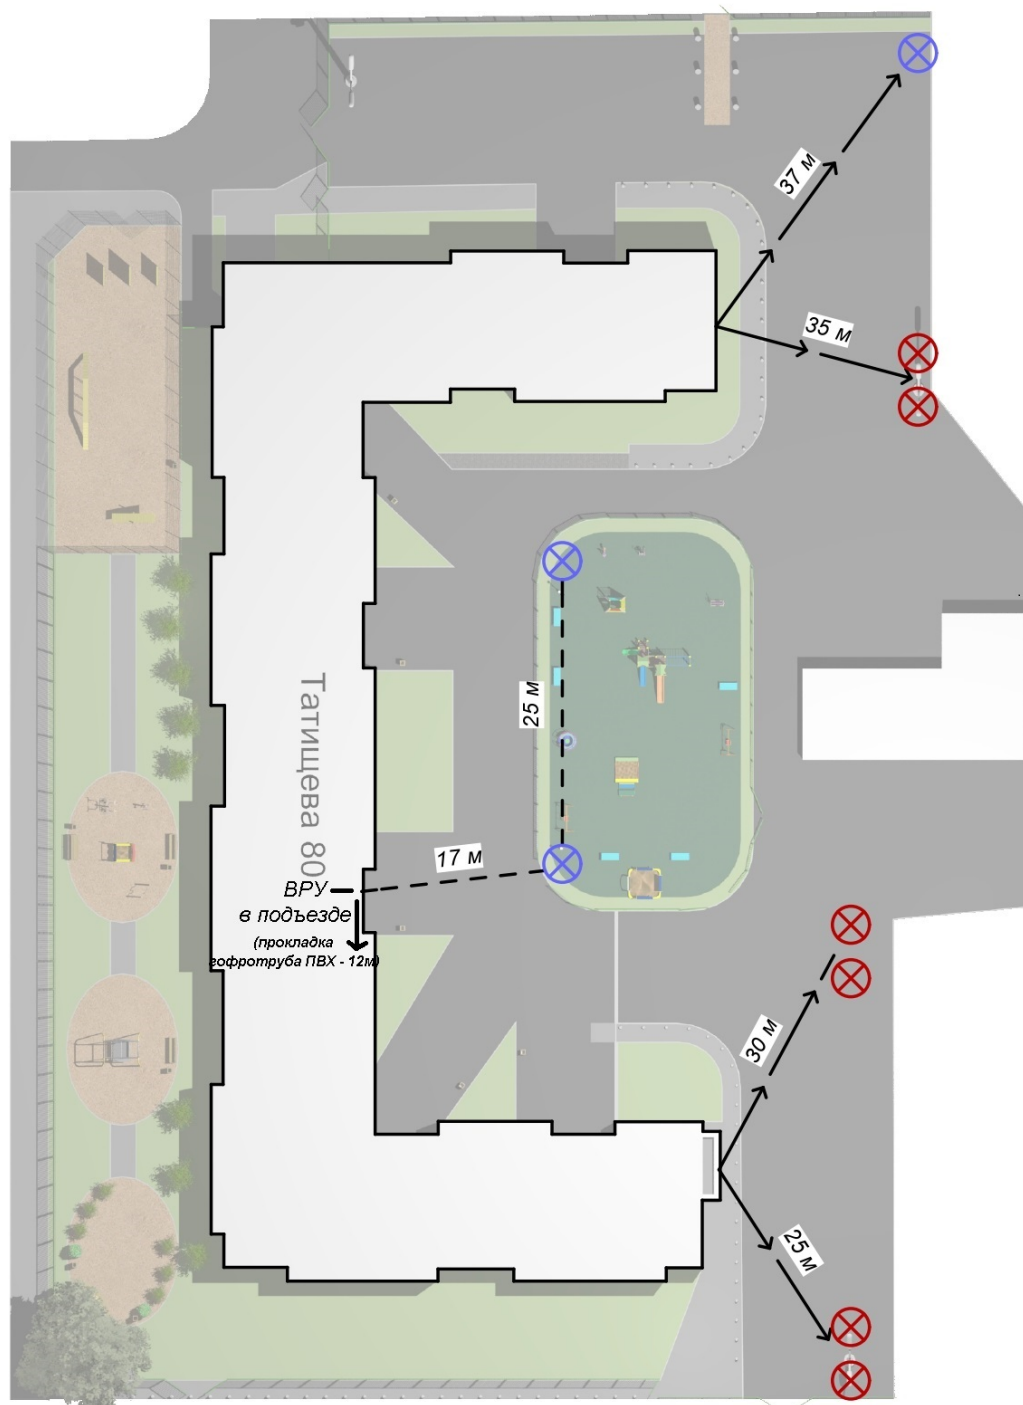 37 м
35 м
25 м
Татищева 80
17 м
ВРУ
в подъезде
(прокладка
гофротруба ПВХ - 12м)
30 м
25 м